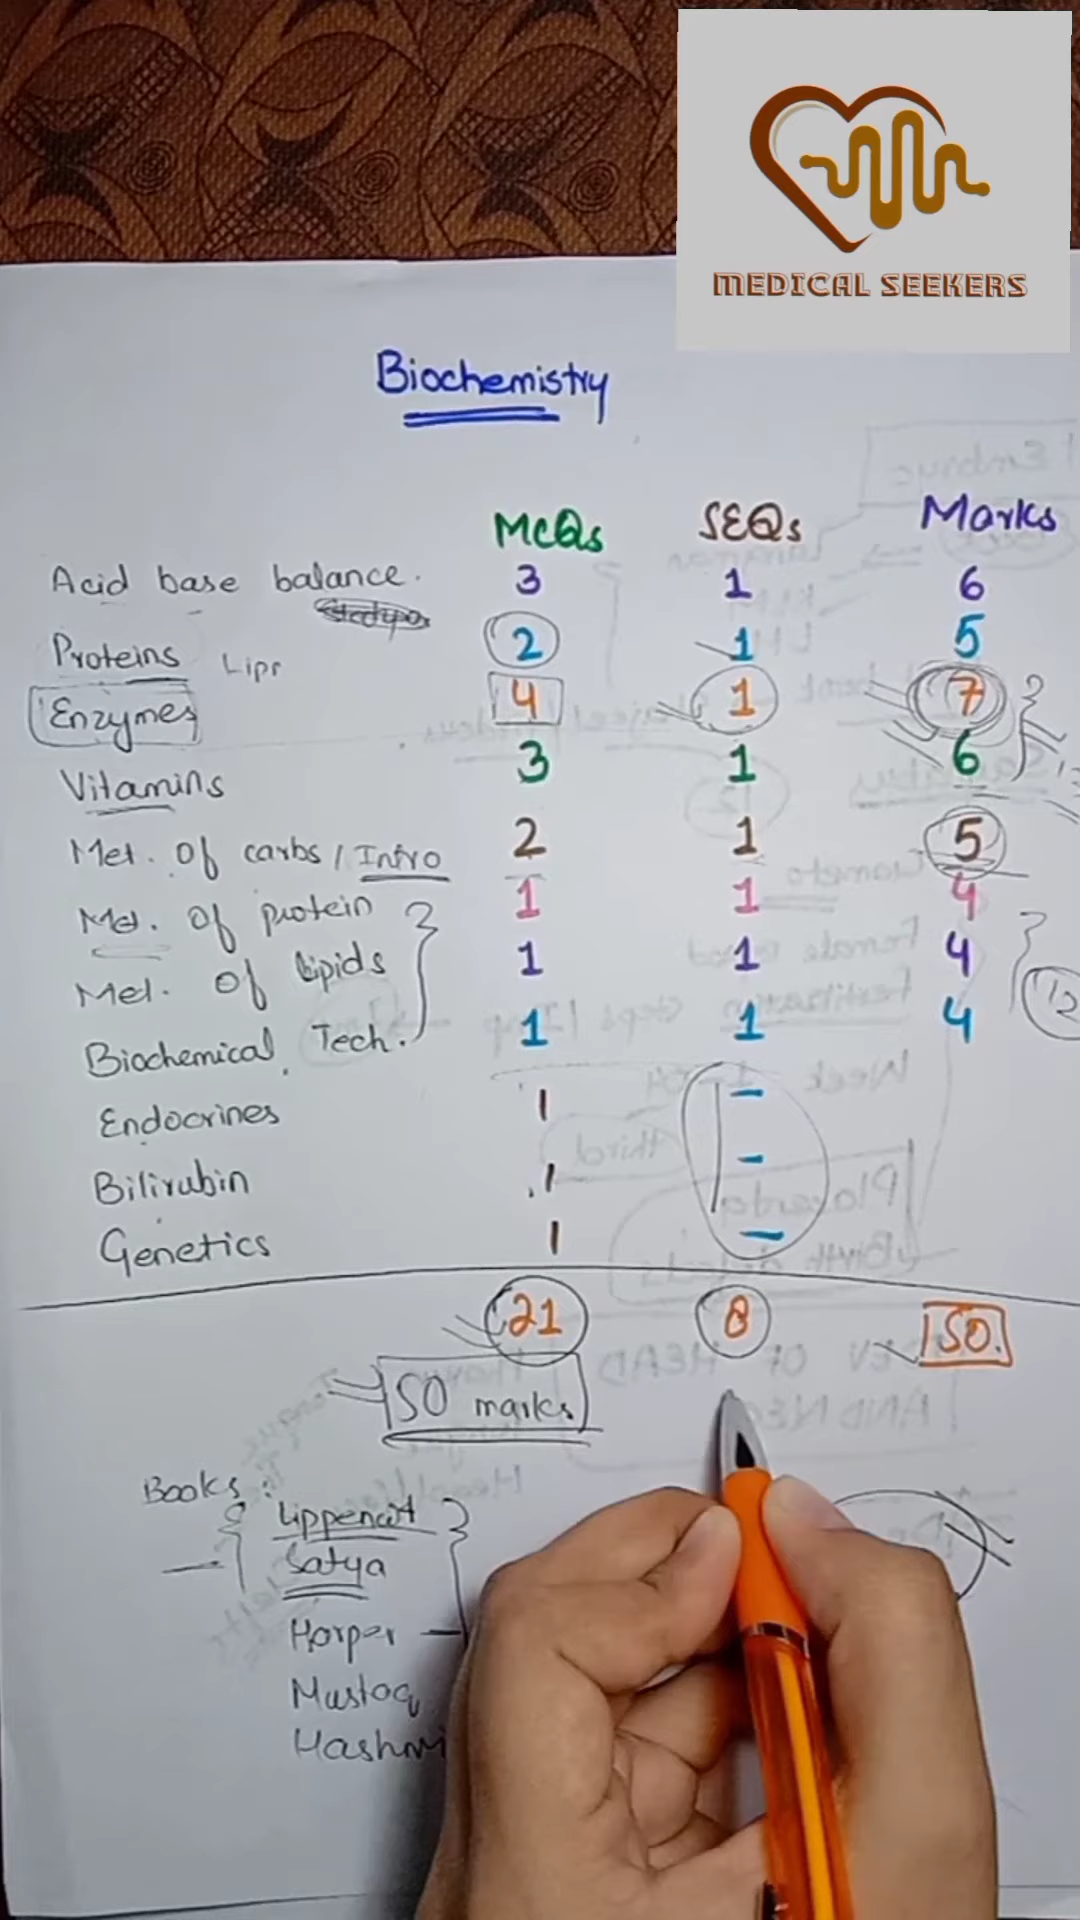 MEDICAL SEEKERS
Biochemistry
MCQs SEQs Marks
Acid base balance. 3 1 6
Proteins Lipr 2 1 5
Enzymes 4 1 7
Vitamins 3 1 6
Met. of carbs / Intro 2 1 5
Met. of protein 1 1 4
Met. of Lipids 1 1 4
Biochemical Tech. 1 1 4
12
Endocrines 1 -
Bilirubin 1 -
Genetics 1 -
21 8 50.
50 marks
Books:
Lippencott
Satya
Harper
Mustaq
Hashmi